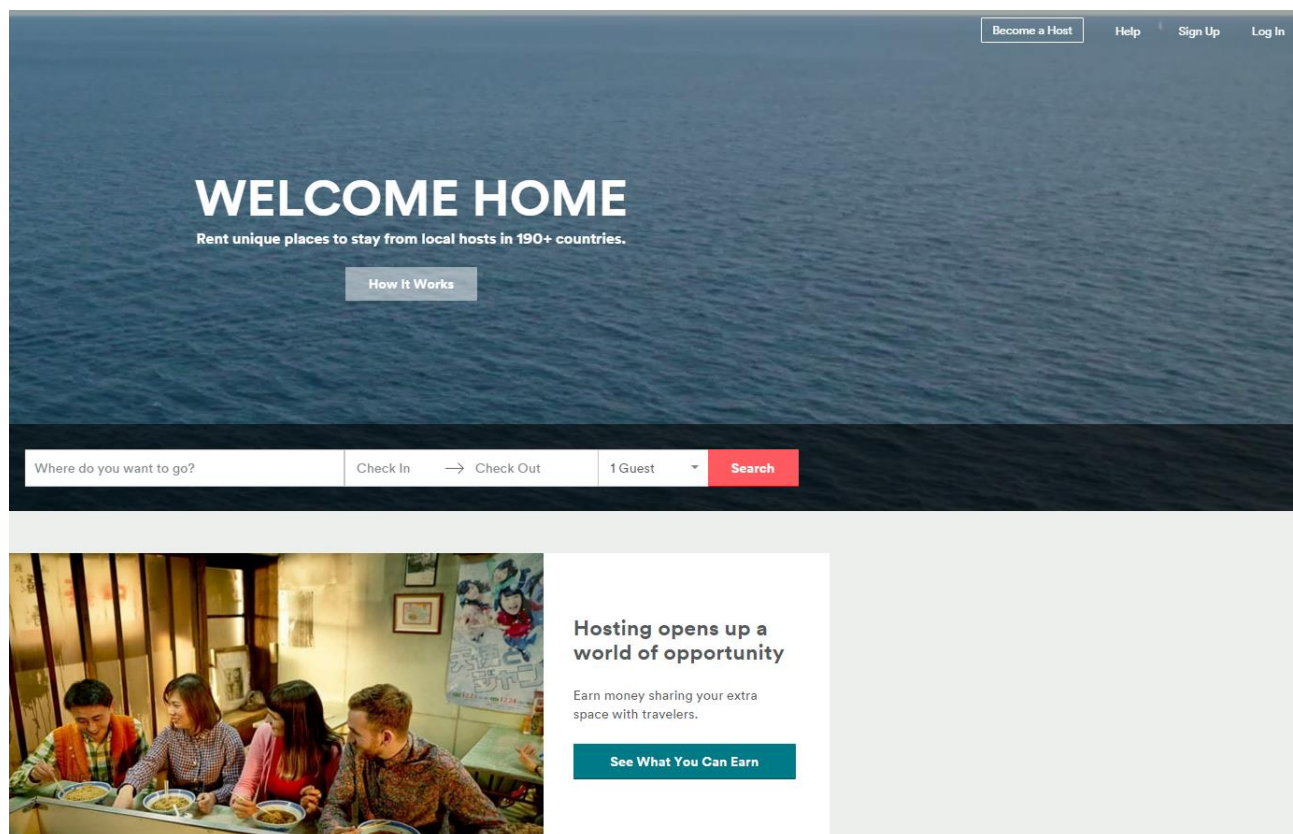 Become a Host Help Sign Up Log In
WELCOME HOME
Rent unique places to stay from local hosts in 190+ countries.
How It Works
Where do you want to go? Check In → Check Out 1 Guest Search
Hosting opens up a
world of opportunity
Earn money sharing your extra
space with travelers.
See What You Can Earn